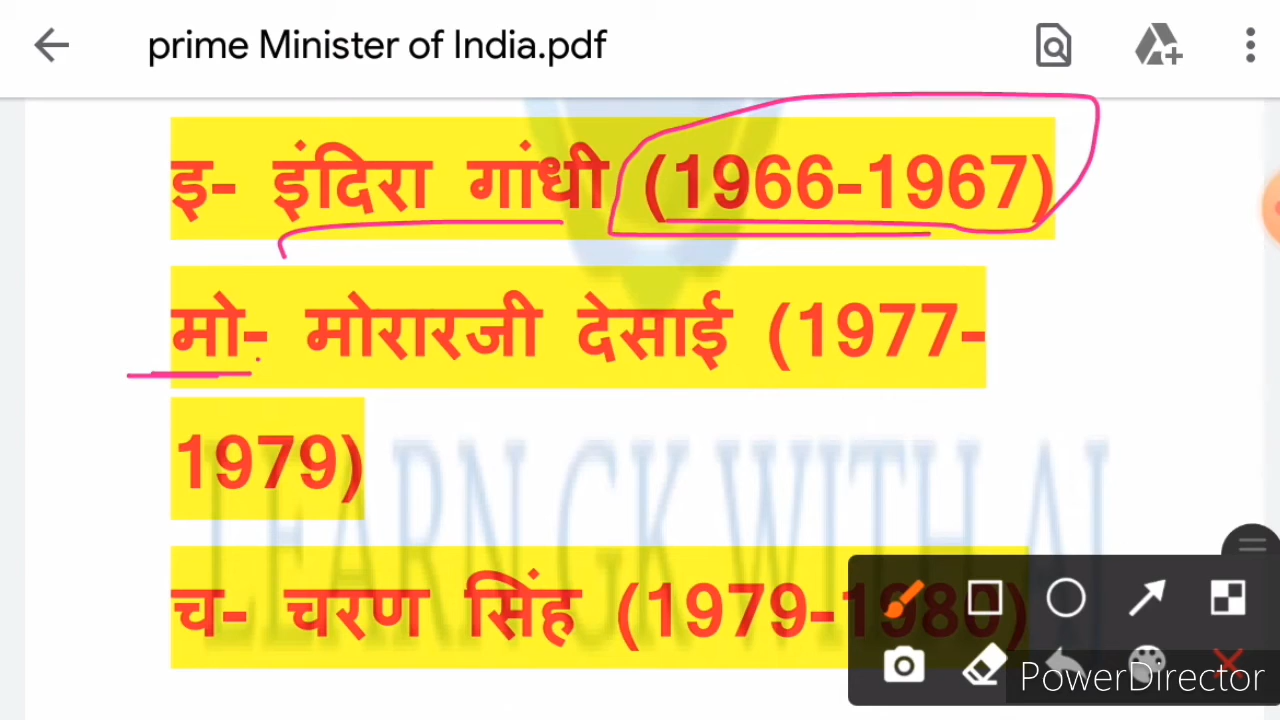 prime Minister of India.pdf
इ- इंदिरा गांधी (1966-1967)
मो- मोरारजी देसाई (1977-
1979)
च- चरण सिंह (1979-1980)
LEARN GK WITH AI
PowerDirector